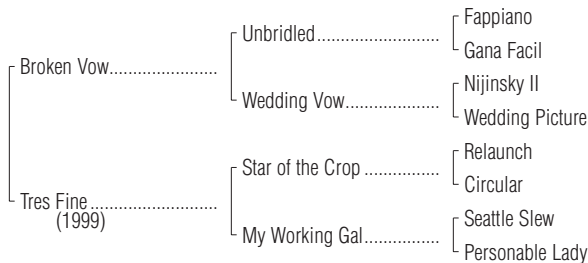 Fappiano
Unbridled..................................
Gana Facil
Broken Vow..............................
Nijinsky II
Wedding Vow..........................
Wedding Picture
Relaunch
Star of the Crop ......................
Circular
Tres Fine ...................................
(1999)
Seattle Slew
My Working Gal.....................
Personable Lady